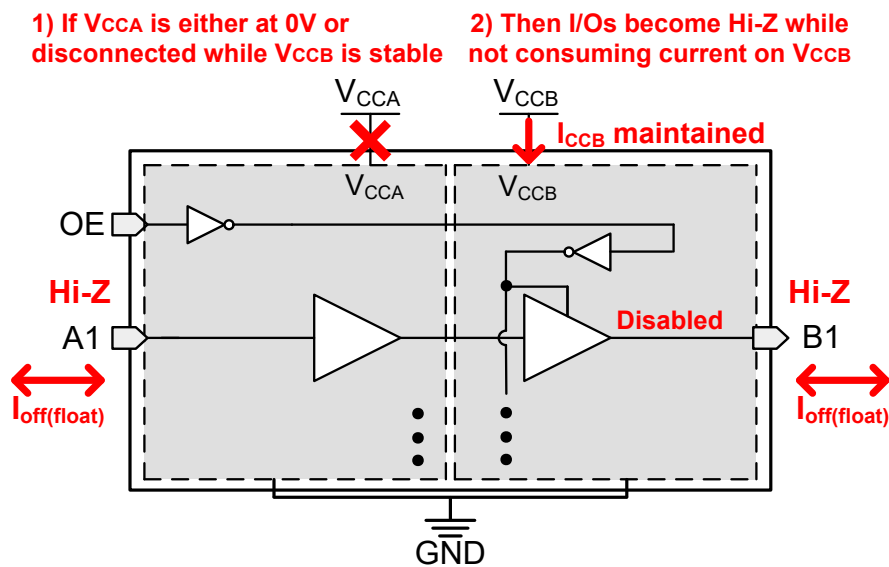 1) If VCCA is either at 0V or
disconnected while VCCB is stable
2) Then I/Os become Hi-Z while
not consuming current on VCCB
VCCA
VCCB
ICCB maintained
VCCA
VCCB
OE
Hi-Z
Hi-Z
A1
Disabled
B1
Ioff(float)
Ioff(float)
GND